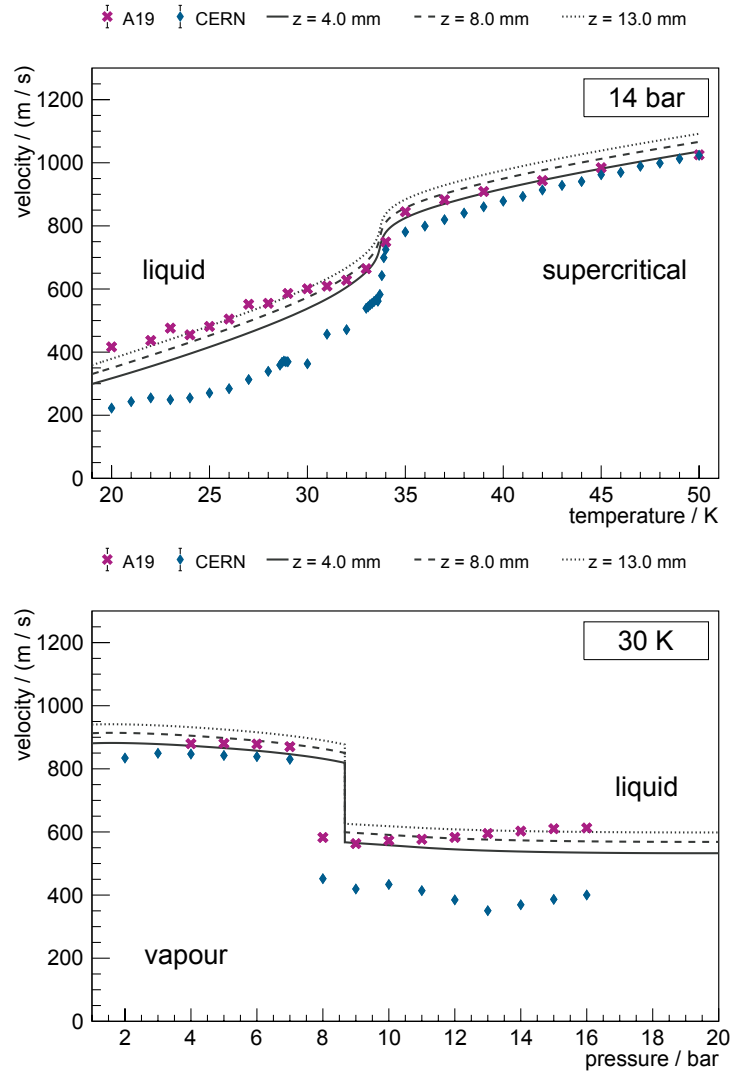 A19 CERN z = 4.0 mm z = 8.0 mm z = 13.0 mm
velocity / (m / s)
14 bar
1200
1000
800
600
400
200
0
liquid
supercritical
20 25 30 35 40 45 50
temperature / K
A19 CERN z = 4.0 mm z = 8.0 mm z = 13.0 mm
velocity / (m / s)
30 K
1200
1000
800
600
400
200
0
liquid
vapour
2 4 6 8 10 12 14 16 18 20
pressure / bar